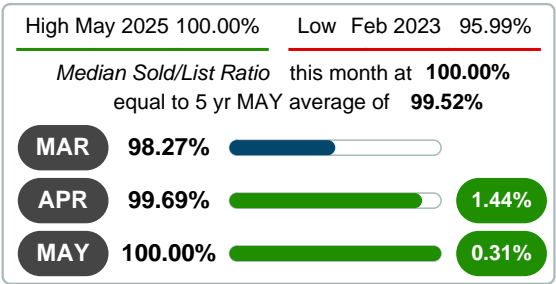 High May 2025 100.00% Low Feb 2023 95.99%
Median Sold/List Ratio this month at 100.00%
equal to 5 yr MAY average of 99.52%
MAR 98.27%
APR 99.69% 1.44%
MAY 100.00% 0.31%